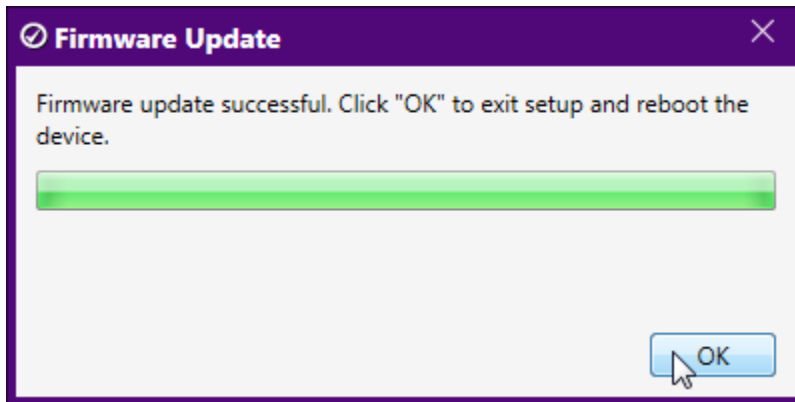 Firmware Update
Firmware update successful. Click "OK" to exit setup and reboot the
device.
OK